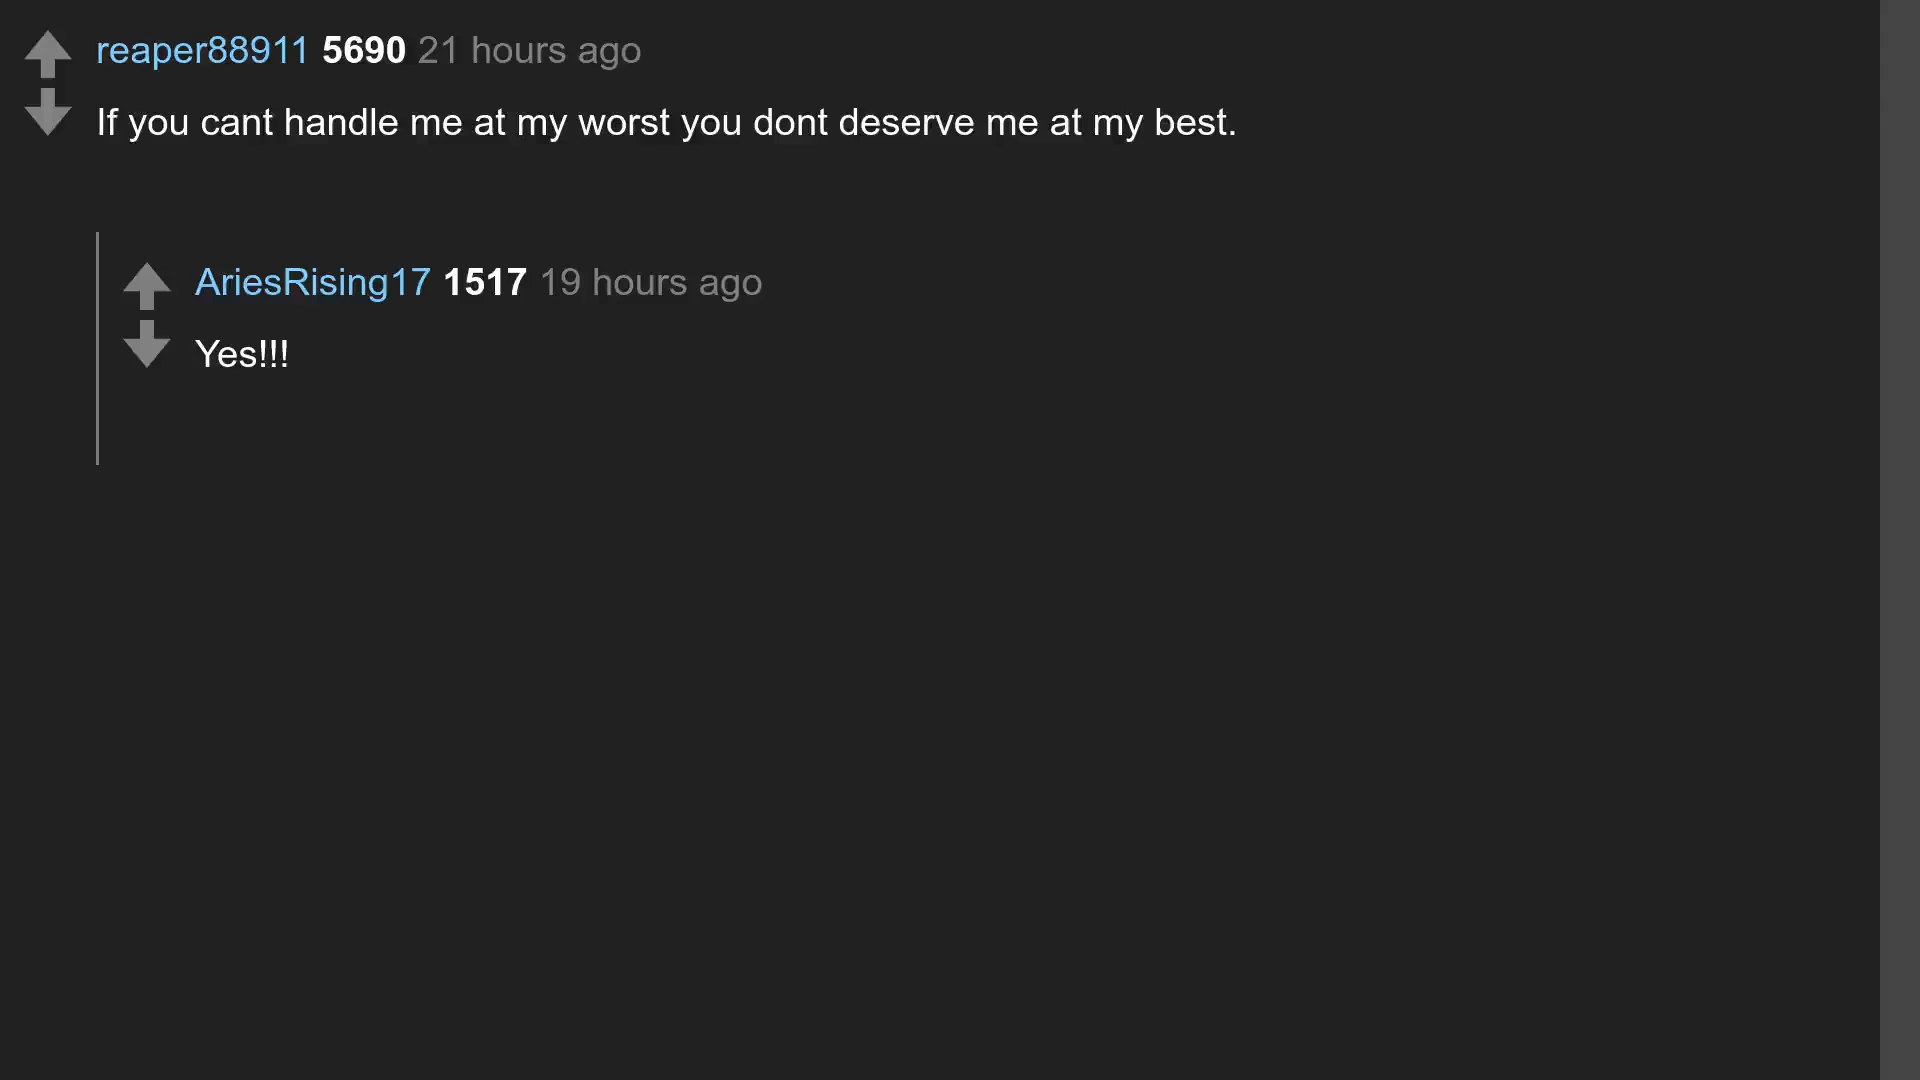 reaper88911 5690 21 hours ago
If you cant handle me at my worst you dont deserve me at my best.
AriesRising17 1517 19 hours ago
Yes!!!